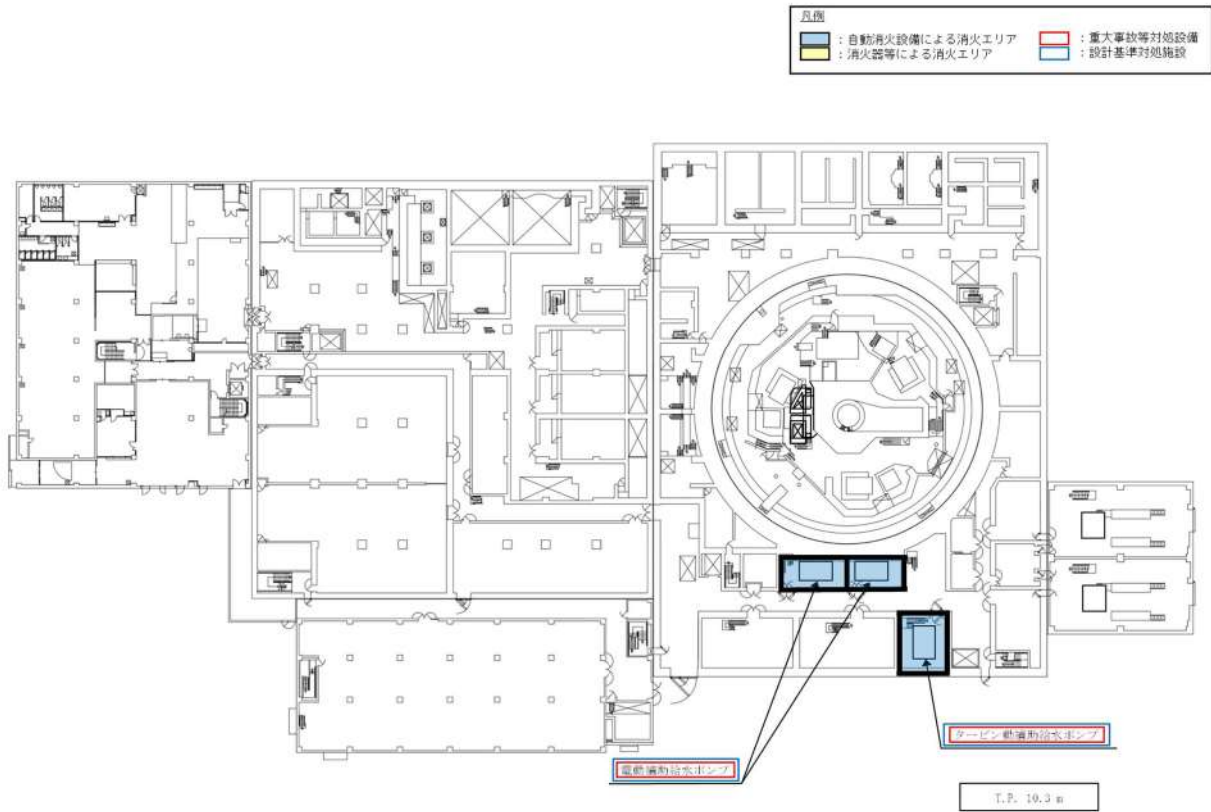 凡例
：自動消火設備による消火エリア
：消火器等による消火エリア
：重大事故等対処設備
：設計基準対処施設
タービン動補助給水ポンプ
電動補助給水ポンプ
T.P. 10.3 m